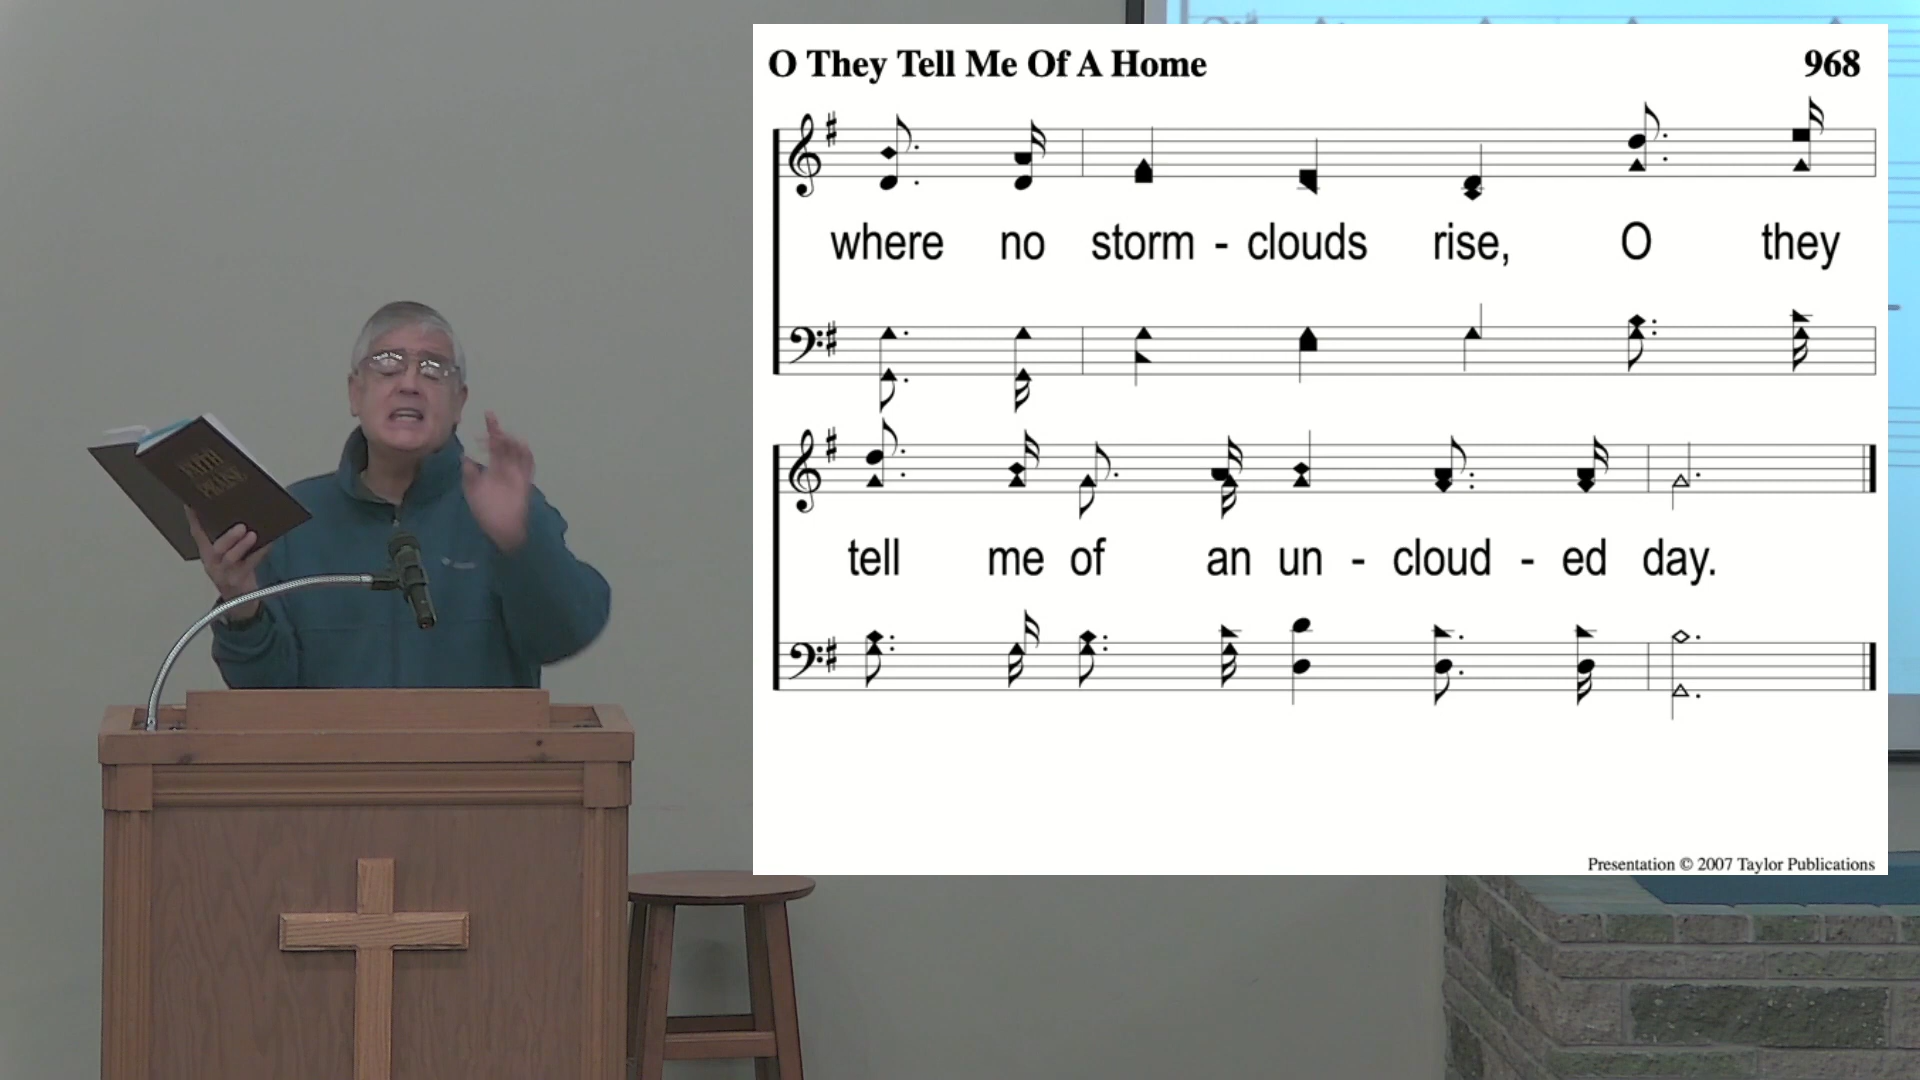 O They Tell Me Of A Home 968
where no storm - clouds rise, O they
tell me of an un - cloud - ed day.
Presentation © 2007 Taylor Publications
FAITH
PRAISE